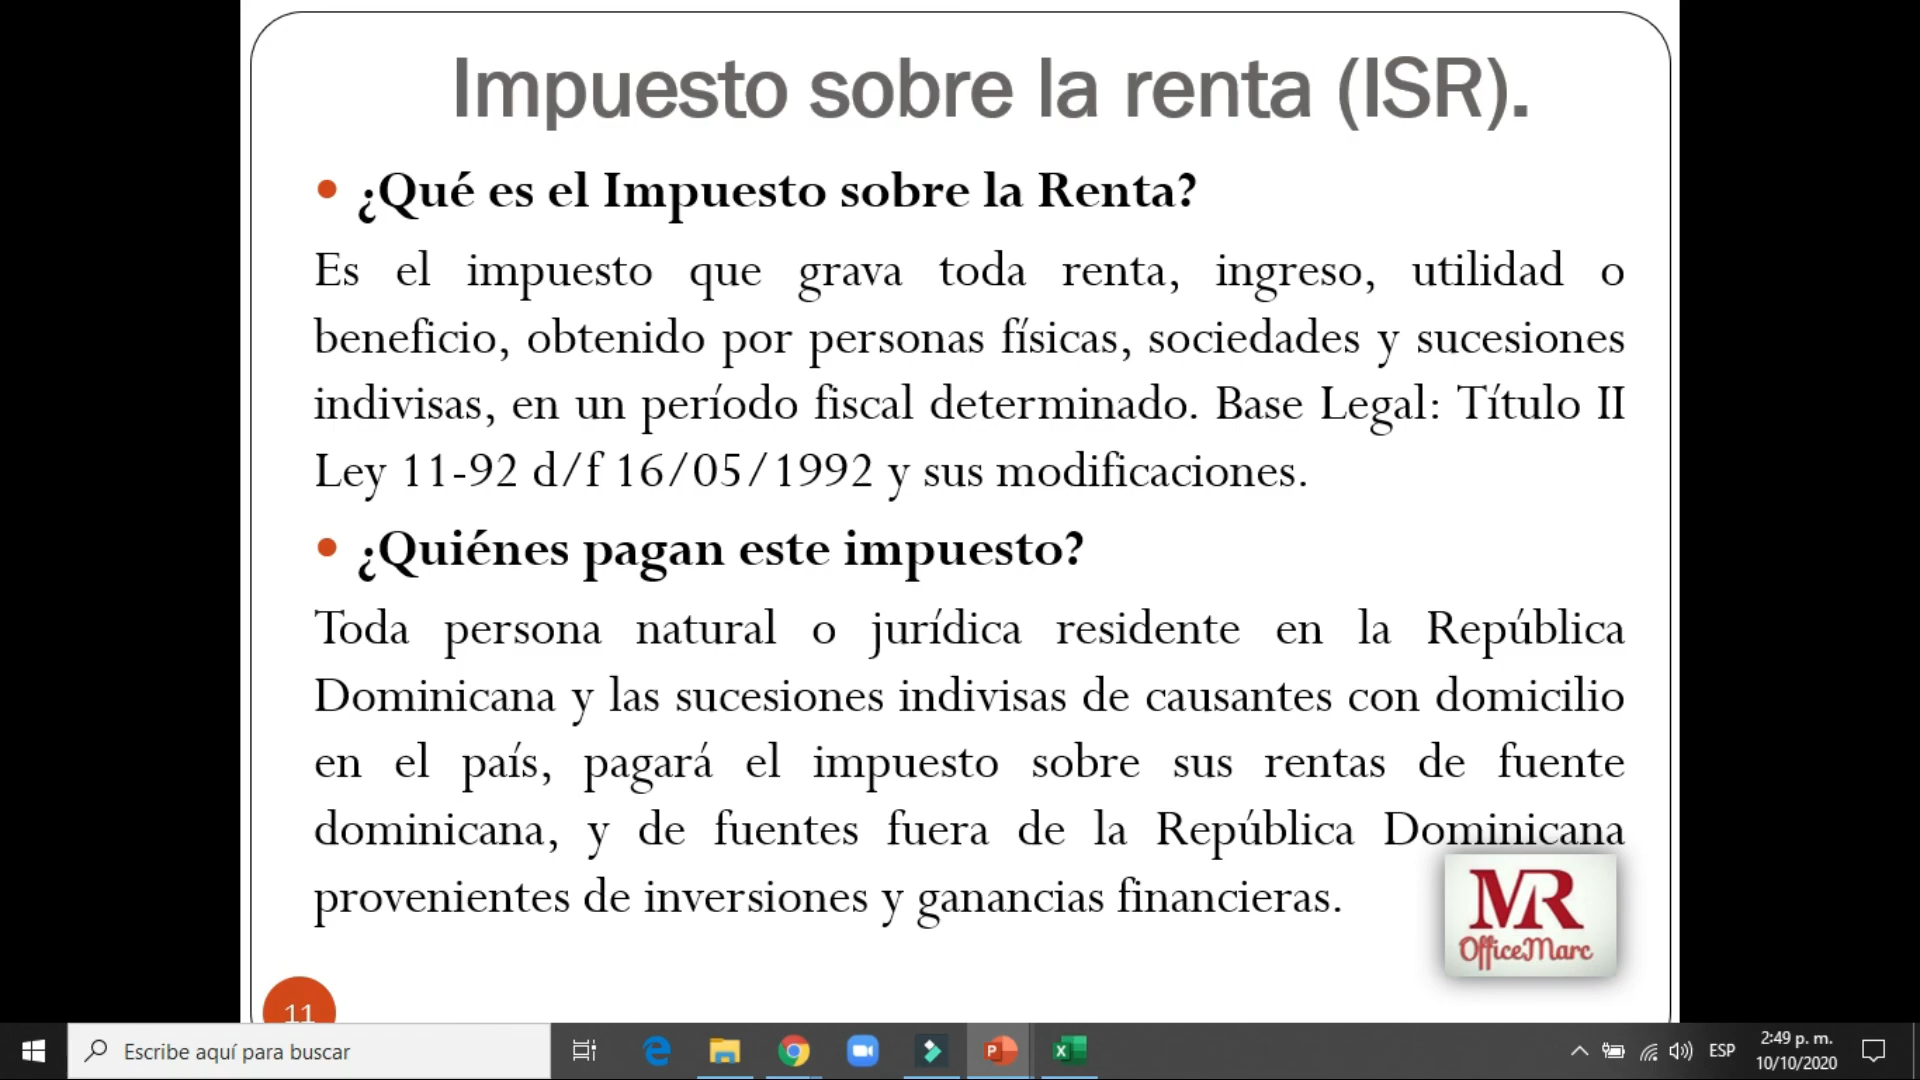 Impuesto sobre la renta (ISR).
• ¿Qué es el Impuesto sobre la Renta?
Es el impuesto que grava toda renta, ingreso, utilidad o
beneficio, obtenido por personas físicas, sociedades y sucesiones
indivisas, en un período fiscal determinado. Base Legal: Título II
Ley 11-92 d/f 16/05/1992 y sus modificaciones.
• ¿Quiénes pagan este impuesto?
Toda persona natural o jurídica residente en la República
Dominicana y las sucesiones indivisas de causantes con domicilio
en el país, pagará el impuesto sobre sus rentas de fuente
dominicana, y de fuentes fuera de la República Dominicana
provenientes de inversiones y ganancias financieras.
MR
OfficeMarc
11
Escribe aquí para buscar
ESP
2:49 p. m.
10/10/2020